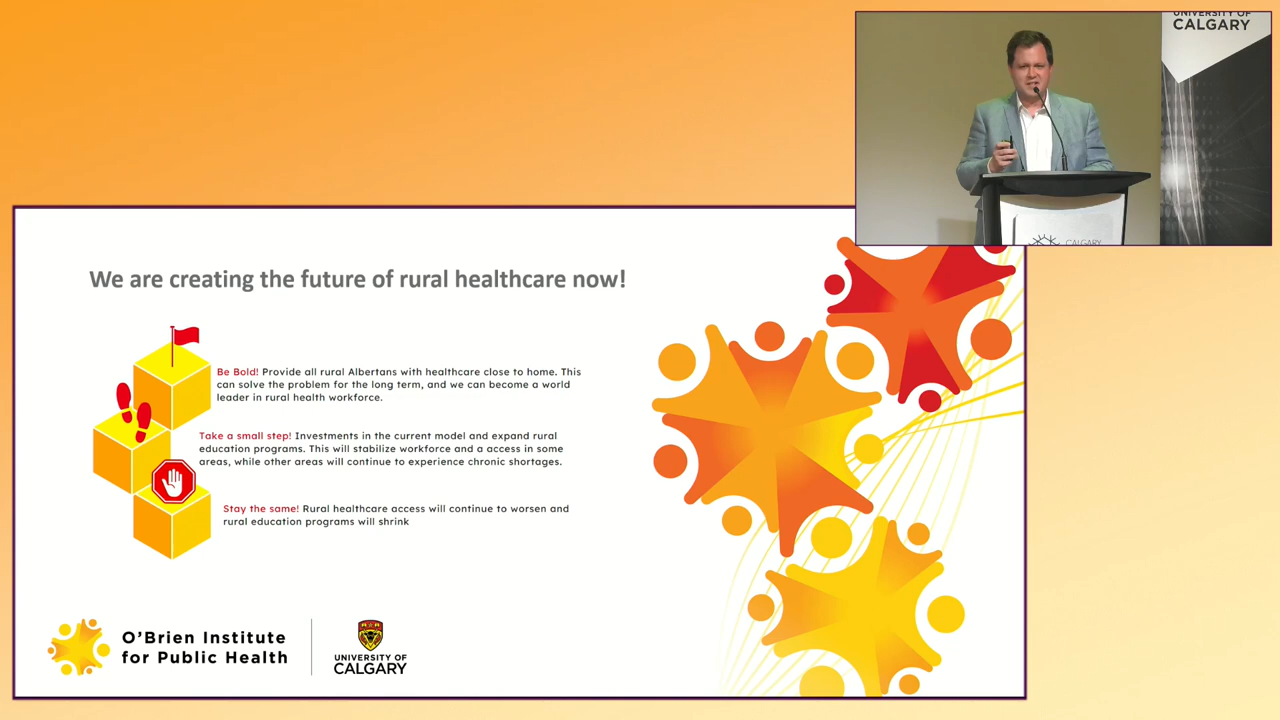 UNIVERSITY OF
CALGARY
CALGARY
We are creating the future of rural healthcare now!
Be Bold! Provide all rural Albertans with healthcare close to home. This
can solve the problem for the long term, and we can become a world
leader in rural health workforce.
Take a small step! Investments in the current model and expand rural
education programs. This will stabilize workforce and a access in some
areas, while other areas will continue to experience chronic shortages.
Stay the same! Rural healthcare access will continue to worsen and
rural education programs will shrink
O'Brien Institute
for Public Health
UNIVERSITY OF
CALGARY